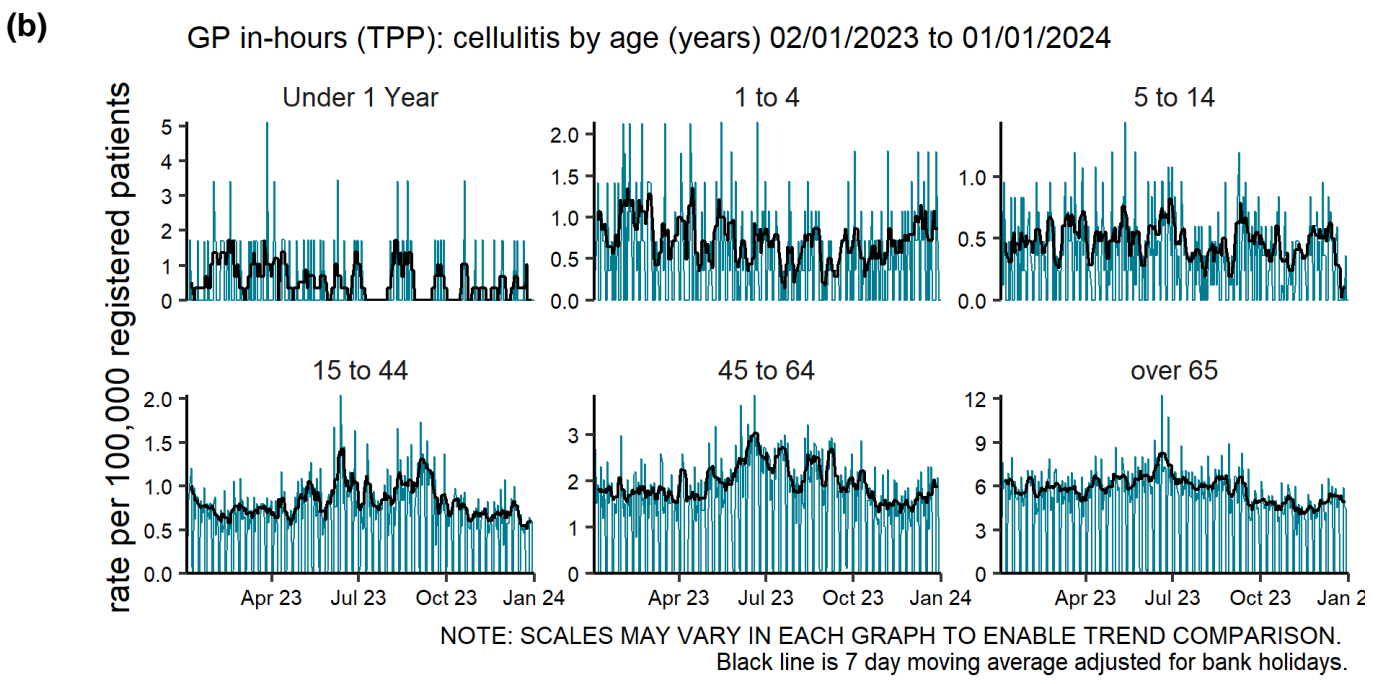 (b)
GP in-hours (TPP): cellulitis by age (years) 02/01/2023 to 01/01/2024
rate per 100,000 registered patients
Under 1 Year
1 to 4
5 to 14
5
4
3
2
1
0
2.0
1.5
1.0
0.5
0.0
1.0
0.5
0.0
15 to 44
45 to 64
over 65
2.0
1.5
1.0
0.5
0.0
3
2
1
0
12
9
6
3
0
Apr 23 Jul 23 Oct 23 Jan 24
Apr 23 Jul 23 Oct 23 Jan 24
Apr 23 Jul 23 Oct 23 Jan 2
NOTE: SCALES MAY VARY IN EACH GRAPH TO ENABLE TREND COMPARISON.
Black line is 7 day moving average adjusted for bank holidays.